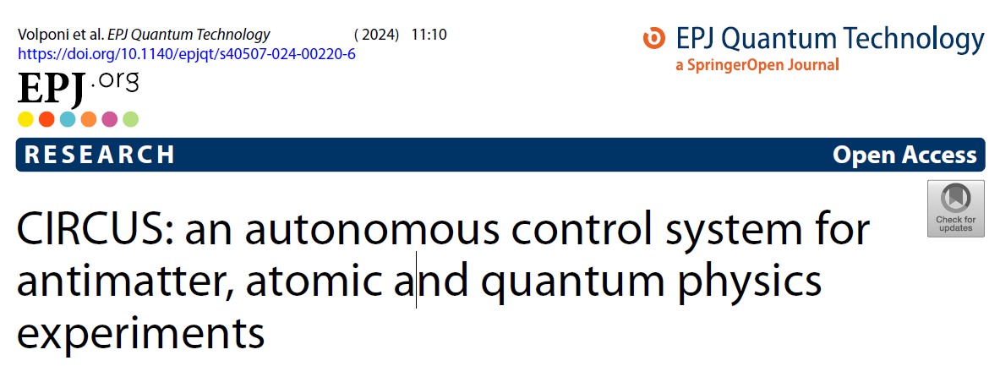 Volponi et al. EPJ Quantum Technology (2024) 11:10
https://doi.org/10.1140/epjqt/s40507-024-00220-6
EPJ.org
EPJ Quantum Technology
a SpringerOpen Journal
RESEARCH
Open Access
CIRCUS: an autonomous control system for
antimatter, atomic and quantum physics
experiments
Check for
updates